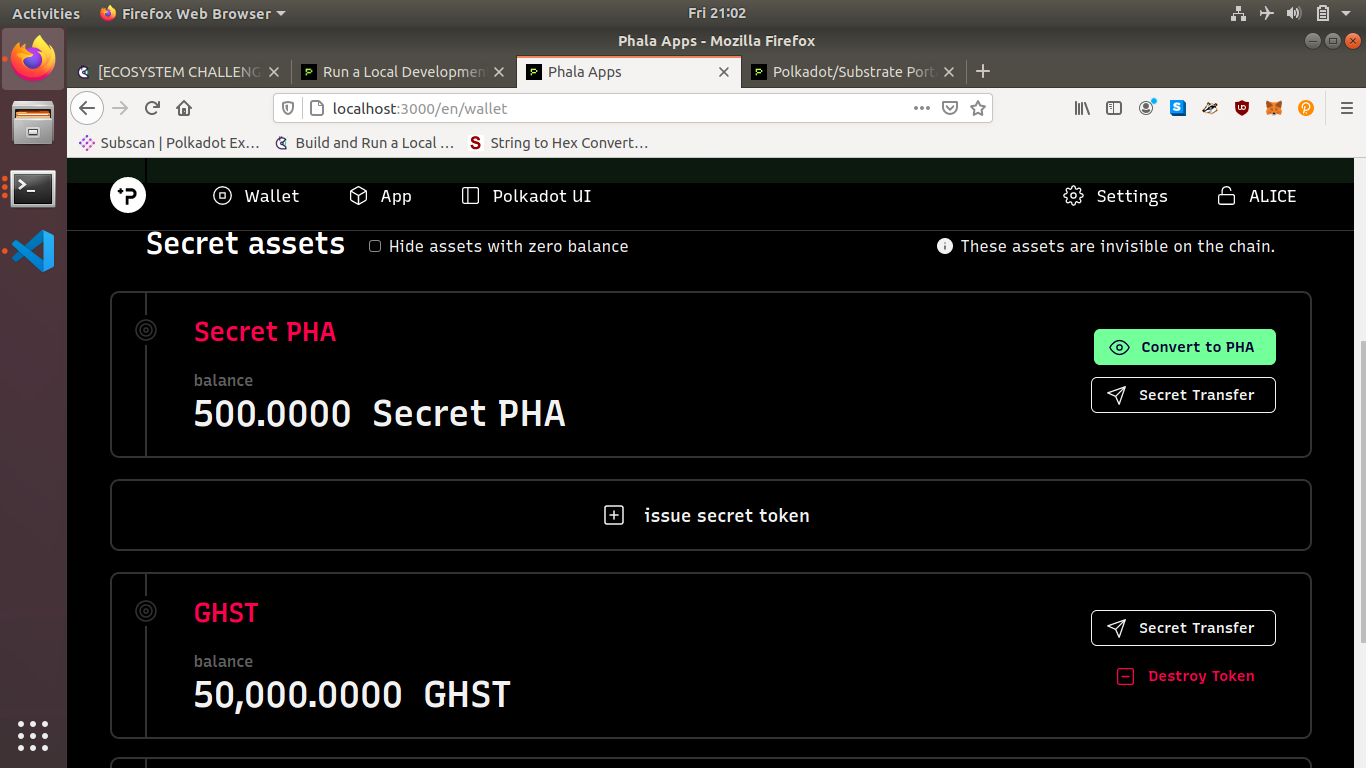 Activities Firefox Web Browser Fri 21:02
Phala Apps - Mozilla Firefox
[ECOSYSTEM CHALLENG Run a Local Developmen Phala Apps Polkadot/Substrate Port
localhost:3000/en/wallet
Subscan | Polkadot Ex… Build and Run a Local … String to Hex Convert…
Wallet App Polkadot UI Settings ALICE
Secret assets Hide assets with zero balance These assets are invisible on the chain.
Secret PHA
Convert to PHA
balance
Secret Transfer
500.0000 Secret PHA
issue secret token
GHST
Secret Transfer
balance
Destroy Token
50,000.0000 GHST